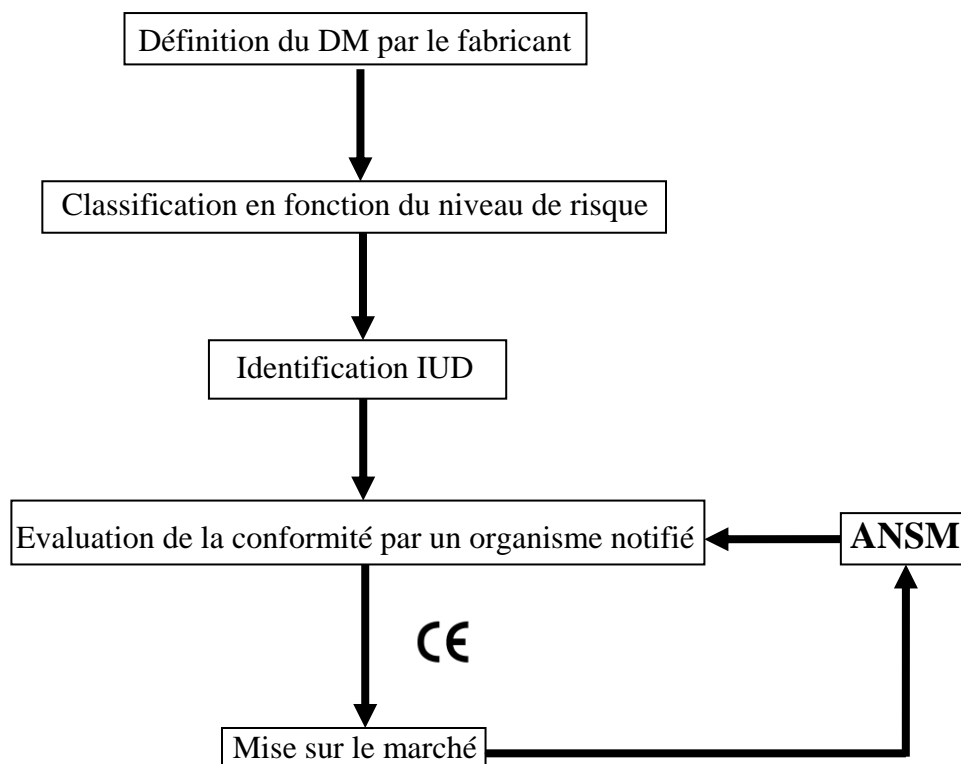 Définition du DM par le fabricant
Classification en fonction du niveau de risque
Identification IUD
Evaluation de la conformité par un organisme notifié
ANSM
CE
Mise sur le marché